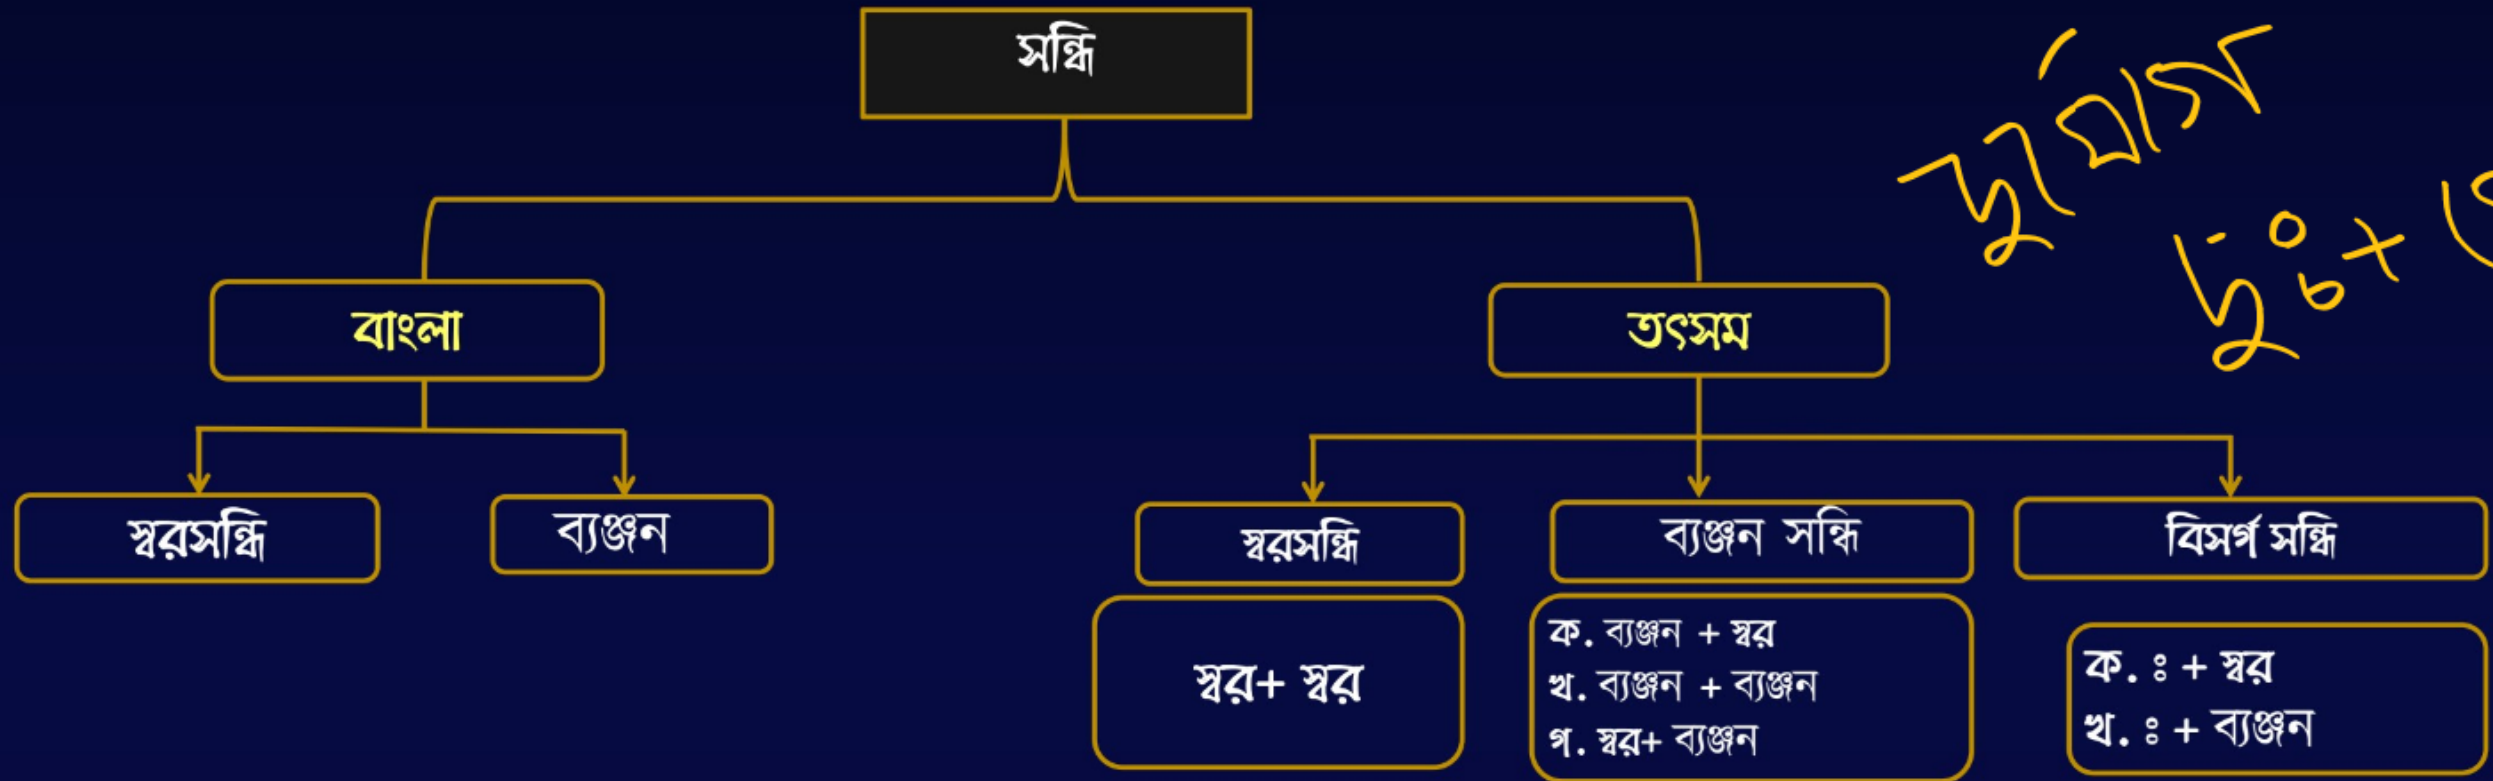 সন্ধি
দুর্যোগ
দুঃ+
বাংলা
তৎসম
স্বরসন্ধি
ব্যঞ্জন
স্বরসন্ধি
ব্যঞ্জন সন্ধি
বিসর্গ সন্ধি
স্বর+ স্বর
ক. ব্যঞ্জন + স্বর
খ. ব্যঞ্জন + ব্যঞ্জন
গ. স্বর+ ব্যঞ্জন
ক. ঃ + স্বর
খ. ঃ + ব্যঞ্জন